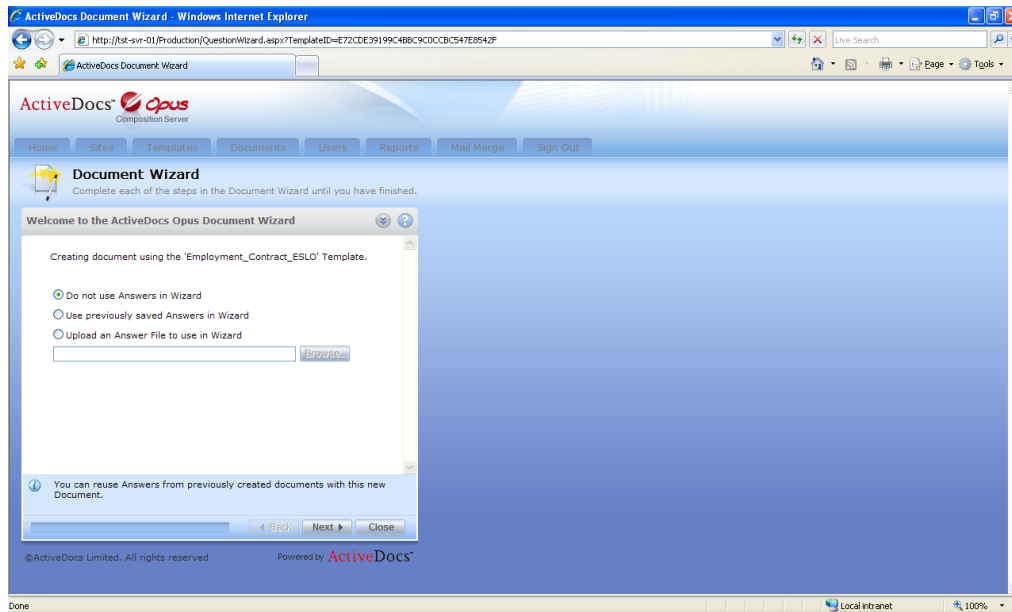 ActiveDocs Document Wizard - Windows Internet Explorer
http://tst-svr-01/Production/QuestionWizard.aspx?TemplateID=E72CDE39199C4BBC9C0CCBC547E8542F
Live Search
ActiveDocs Document Wizard
Page
Tools
ActiveDocs™ Opus
Composition Server
Home Sites Templates Documents Users Reports Mail Merge Sign Out
Document Wizard
Complete each of the steps in the Document Wizard until you have finished.
Welcome to the ActiveDocs Opus Document Wizard
Creating document using the 'Employment_Contract_ESLO' Template.
Do not use Answers in Wizard
Use previously saved Answers in Wizard
Upload an Answer File to use in Wizard
Browse...
You can reuse Answers from previously created documents with this new
Document.
Back Next Close
©ActiveDocs Limited. All rights reserved
Powered by ActiveDocs™
Done
Local intranet
100%